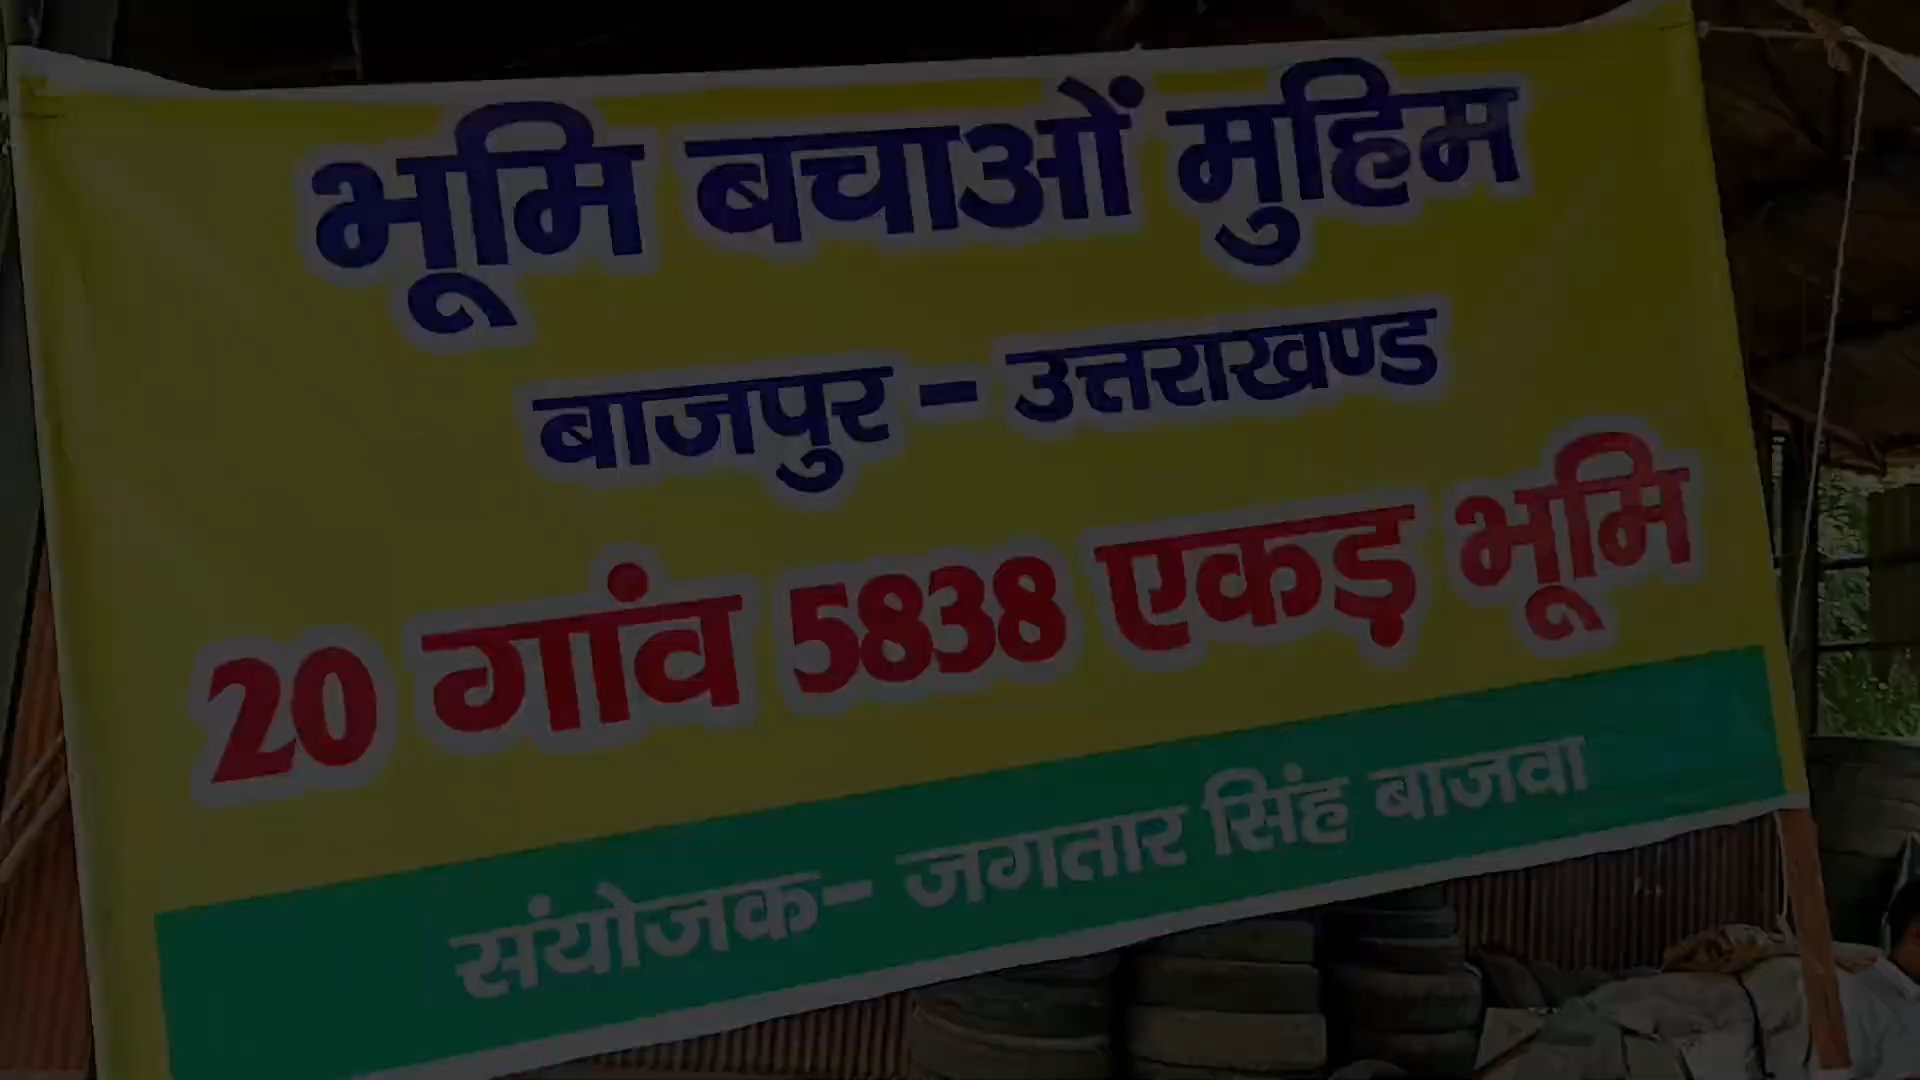 भूमि बचाओं मुहिम
बाजपुर - उत्तराखण्ड
20 गांव 5838 एकड़ भूमि
संयोजक- जगतार सिंह बाजवा